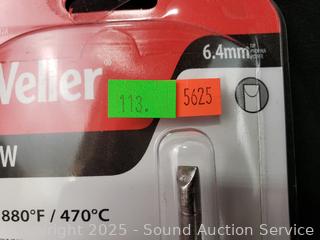 6.4mm
Weller®
113.
5625
W
880°F / 470°C
Copyright 2025 - Sound Auction Service